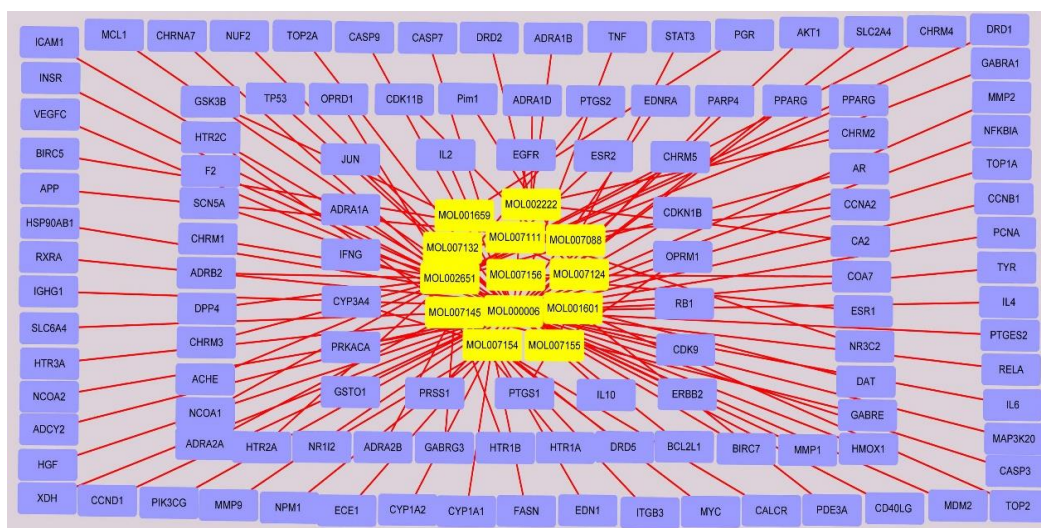 ICAM1
MCL1
CHRNA7
NUF2
TOP2A
CASP9
CASP7
DRD2
ADRA1B
TNF
STAT3
PGR
AKT1
SLC2A4
CHRM4
DRD1
INSR
GABRA1
VEGFC
GSK3B
TP53
OPRD1
CDK11B
Pim1
ADRA1D
PTGS2
EDNRA
PARP4
PPARG
PPARG
MMP2
HTR2C
CHRM2
NFKBIA
BIRC5
F2
JUN
IL2
EGFR
ESR2
CHRM5
AR
TOP1A
APP
SCN5A
ADRA1A
MOL001659
MOL002222
CDKN1B
CCNA2
CCNB1
HSP90AB1
CHRM1
IFNG
MOL007132
MOL007111
MOL007088
OPRM1
CA2
PCNA
RXRA
ADRB2
MOL002651
MOL007156
MOL007124
COA7
TYR
IGHG1
DPP4
CYP3A4
MOL007145
MOL000006
MOL001601
RB1
ESR1
IL4
SLC6A4
CHRM3
PRKACA
MOL007154
MOL007155
CDK9
NR3C2
PTGES2
HTR3A
ACHE
GSTO1
PRSS1
PTGS1
IL10
ERBB2
DAT
RELA
NCOA2
NCOA1
GABRE
IL6
ADCY2
ADRA2A
HTR2A
NR1I2
ADRA2B
GABRG3
HTR1B
HTR1A
DRD5
BCL2L1
BIRC7
MMP1
HMOX1
MAP3K20
HGF
CASP3
XDH
CCND1
PIK3CG
MMP9
NPM1
ECE1
CYP1A2
CYP1A1
FASN
EDN1
ITGB3
MYC
CALCR
PDE3A
CD40LG
MDM2
TOP2